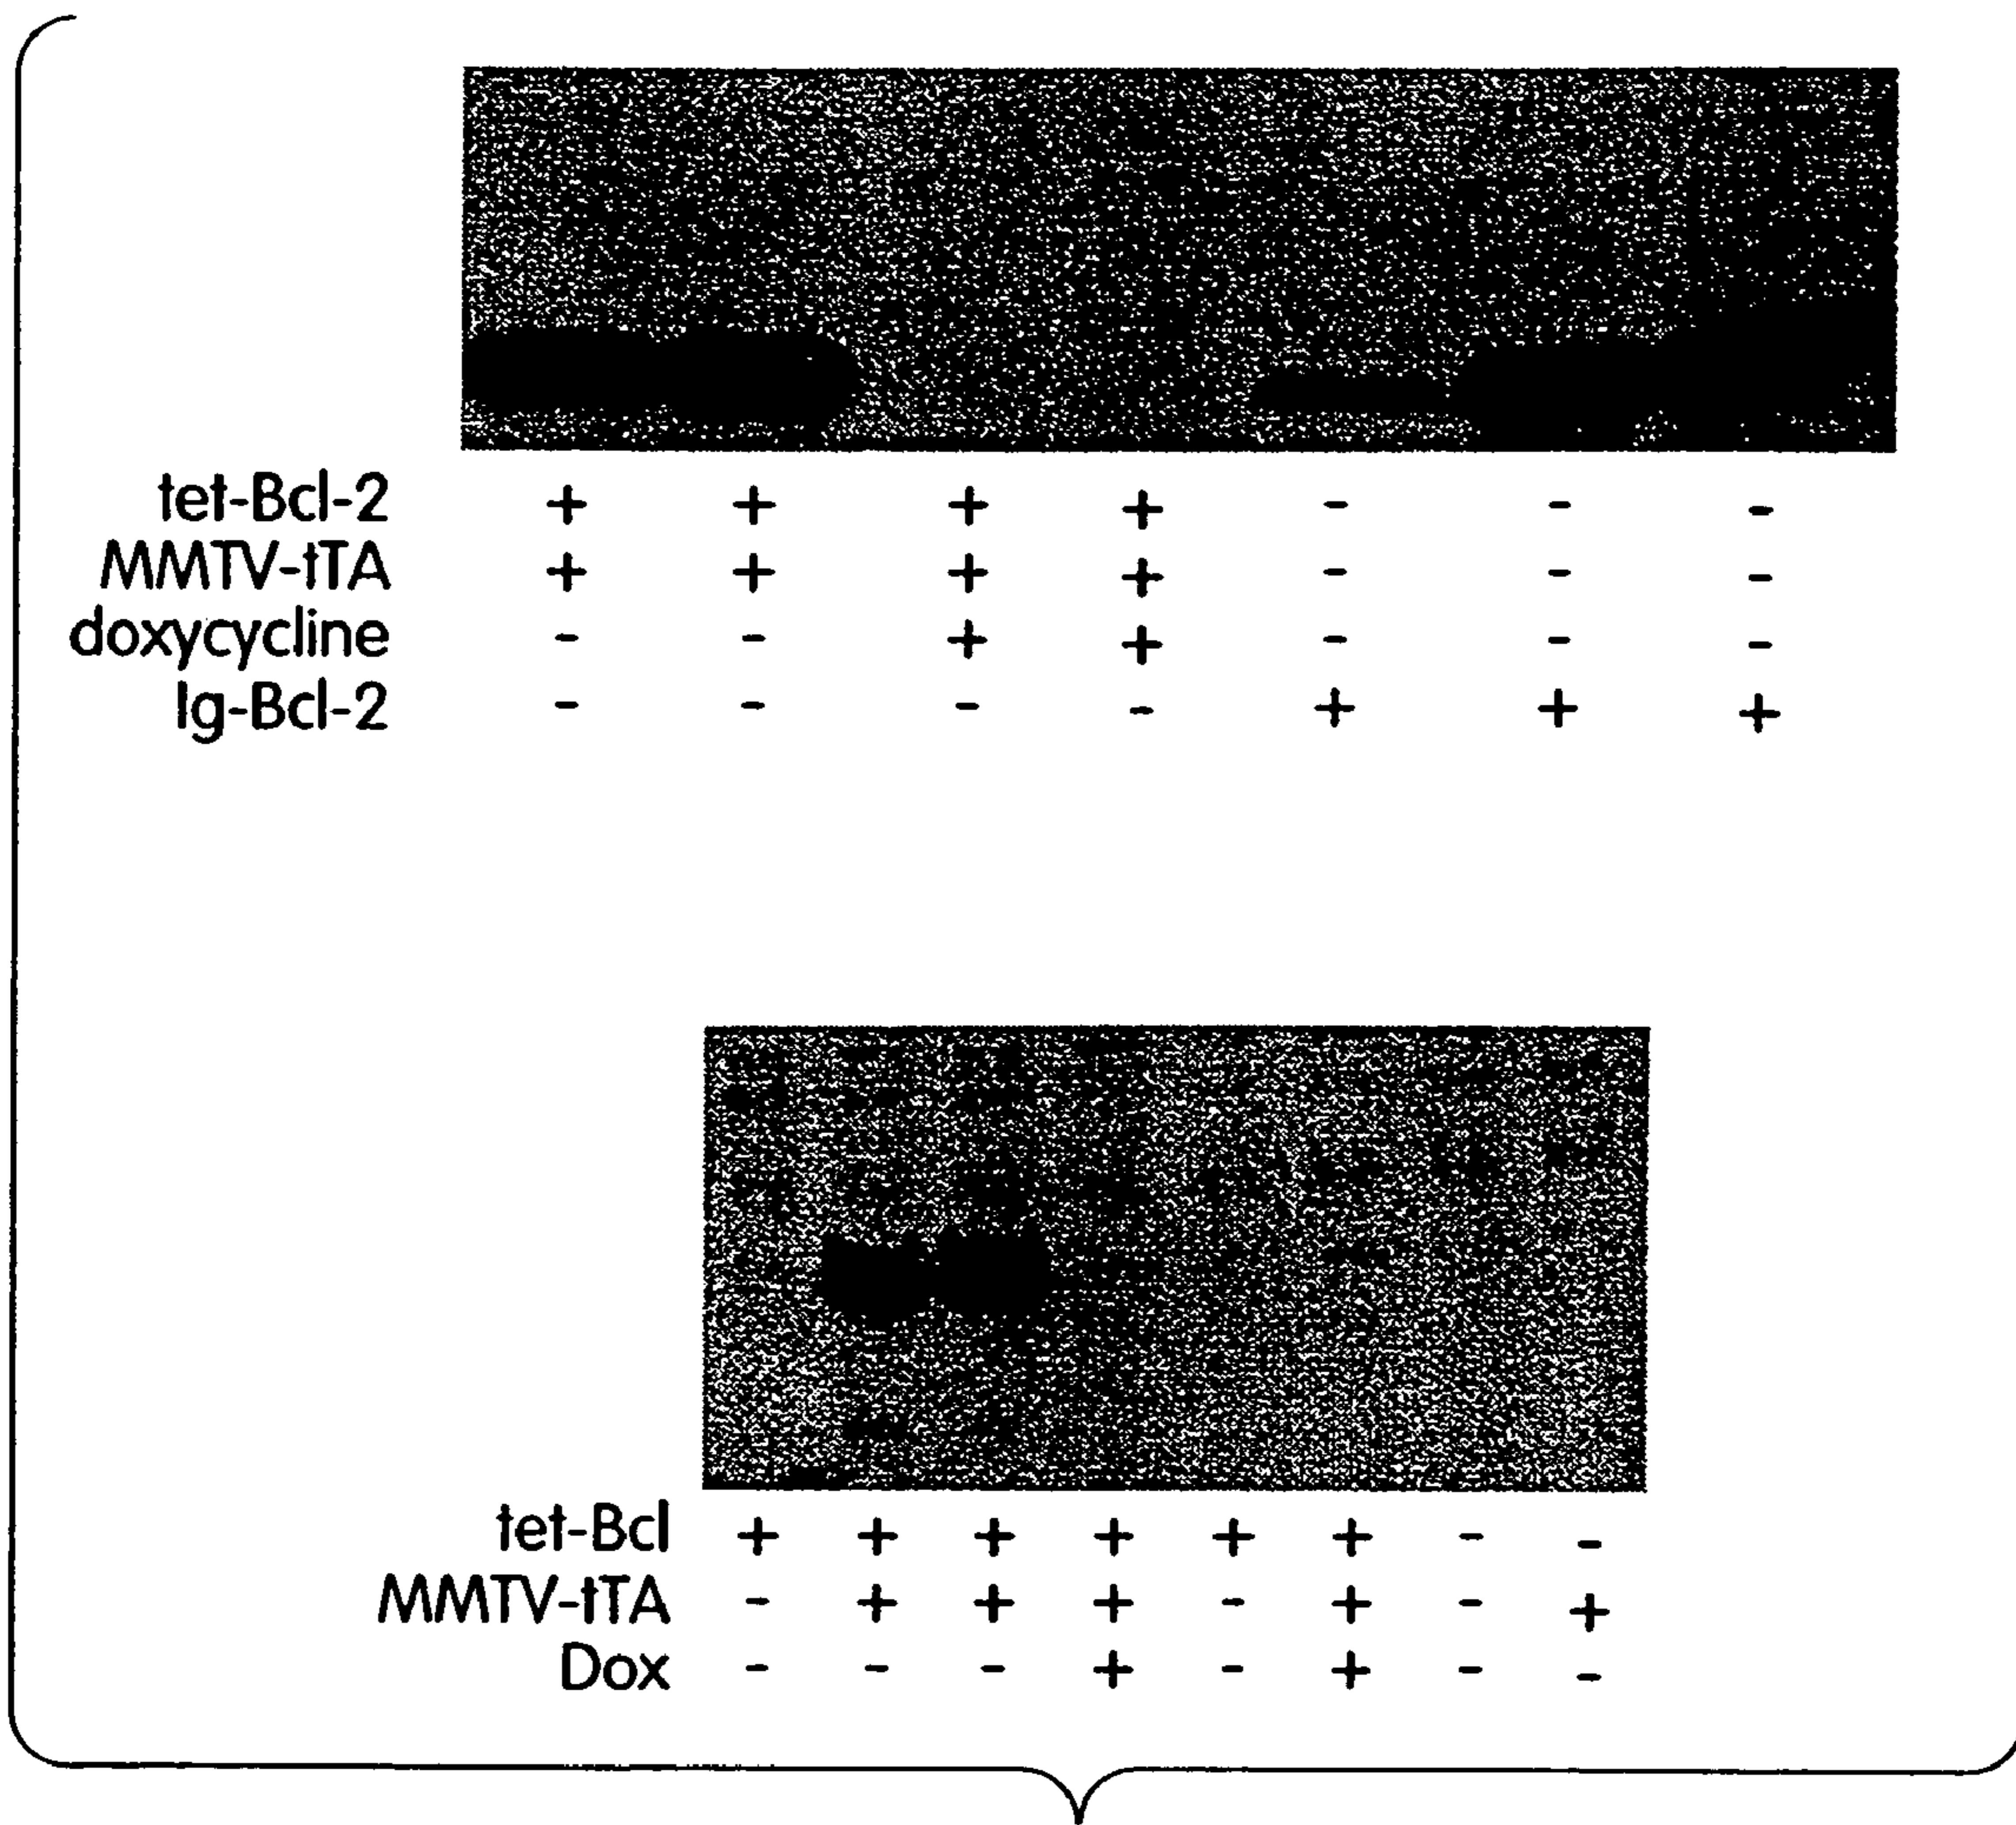 tet-Bcl-2 + + + + - - -
MMTV-tTA + + + + - - -
doxycycline - - + + - - -
Ig-Bcl-2 - - - - + + +
tet-Bcl + + + + + + - -
MMTV-tTA - + + + - + - +
Dox - - - + - + - -